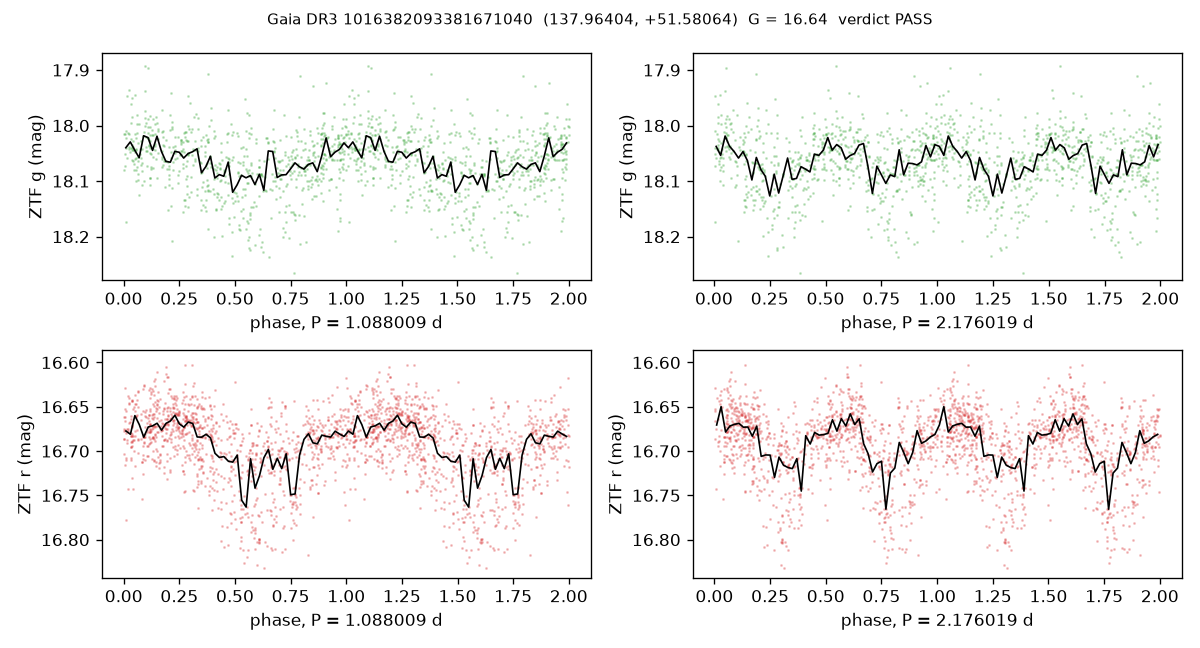 Gaia DR3 1016382093381671040 (137.96404, +51.58064) G = 16.64 verdict PASS
ZTF g (mag)
17.9
18.0
18.1
18.2
0.00 0.25 0.50 0.75 1.00 1.25 1.50 1.75 2.00
phase, P = 1.088009 d
ZTF g (mag)
17.9
18.0
18.1
18.2
0.00 0.25 0.50 0.75 1.00 1.25 1.50 1.75 2.00
phase, P = 2.176019 d
ZTF r (mag)
16.60
16.65
16.70
16.75
16.80
0.00 0.25 0.50 0.75 1.00 1.25 1.50 1.75 2.00
phase, P = 1.088009 d
ZTF r (mag)
16.60
16.65
16.70
16.75
16.80
0.00 0.25 0.50 0.75 1.00 1.25 1.50 1.75 2.00
phase, P = 2.176019 d